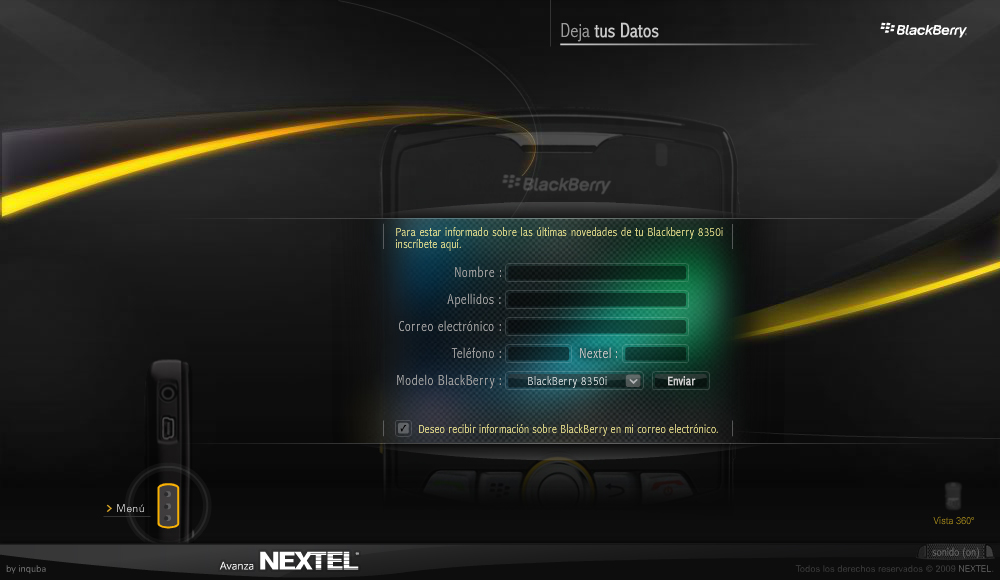 Deja tus Datos
BlackBerry
BlackBerry
Para estar informado sobre las últimas novedades de tu Blackberry 8350i
inscríbete aquí.
Nombre :
Apellidos :
Correo electrónico :
Teléfono : Nextel :
Modelo BlackBerry : BlackBerry 8350i Enviar
Deseo recibir información sobre BlackBerry en mi correo electrónico.
> Menú
Vista 360°
sonido (on)
by inquba
Avanza NEXTEL
Todos los derechos reservados © 2009 NEXTEL.